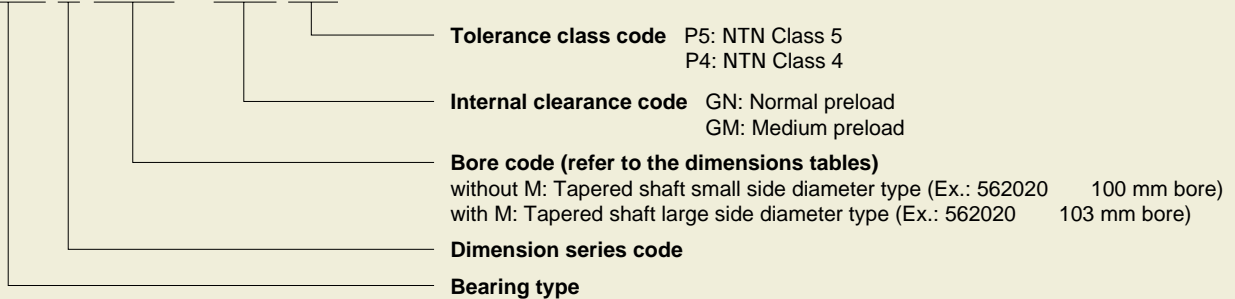 Tolerance class code P5: NTN Class 5
P4: NTN Class 4
Internal clearance code GN: Normal preload
GM: Medium preload
Bore code (refer to the dimensions tables)
without M: Tapered shaft small side diameter type (Ex.: 562020 100 mm bore)
with M: Tapered shaft large side diameter type (Ex.: 562020 103 mm bore)
Dimension series code
Bearing type